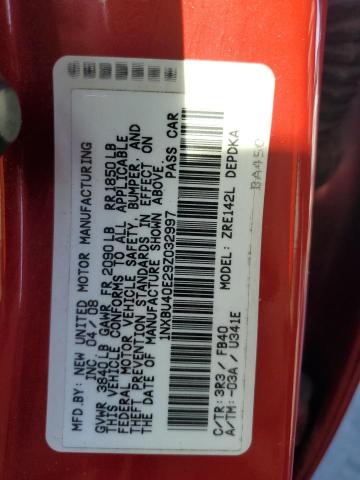 MFD.BY: NEW UNITED MOTOR MANUFACTURING
INC. 04/08
GVWR 3840LB GAWR FR 2090LB RR1850LB
THIS VEHICLE CONFORMS TO ALL APPLICABLE
FEDERAL MOTOR VEHICLE SAFETY, BUMPER, AND
THEFT PREVENTION STANDARDS IN EFFECT ON
THE DATE OF MANUFACTURE SHOWN ABOVE.
1NXBU40E29Z032997 PASS CAR
C/TR: 3R3/FB40 MODEL: ZRE142L DEPDKA
A/TM: -03A/U341E
BA450